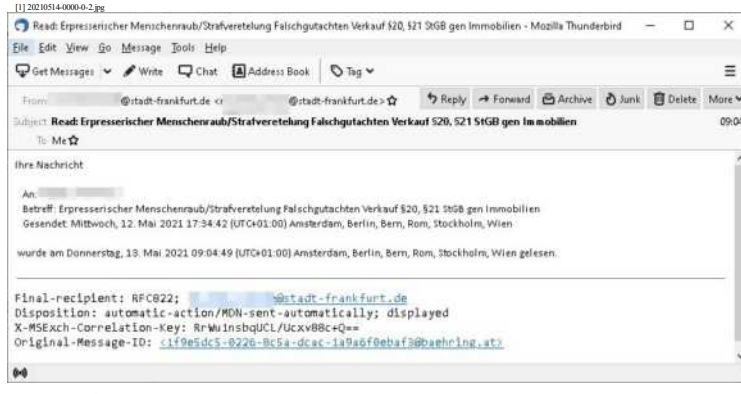 [1] 20210514-0000-0-2.jpg
Read: Erpresserischer Menschenraub/Strafveretelung Falschgutachten Verkauf §20, §21 StGB gen Immobilien - Mozilla Thunderbird
File Edit View Go Message Tools Help
Get Messages Write Chat Address Book Tag
From @stadt-frankfurt.de <r @stadt-frankfurt.de> Reply Forward Archive Junk Delete More
Subject Read: Erpresserischer Menschenraub/Strafveretelung Falschgutachten Verkauf §20, §21 StGB gen Immobilien 09:04
To Me
Ihre Nachricht
An:
Betreff: Erpresserischer Menschenraub/Strafveretelung Falschgutachten Verkauf §20, §21 StGB gen Immobilien
Gesendet: Mittwoch, 12. Mai 2021 17:34:42 (UTC+01:00) Amsterdam, Berlin, Bern, Rom, Stockholm, Wien
wurde am Donnerstag, 13. Mai 2021 09:04:49 (UTC+01:00) Amsterdam, Berlin, Bern, Rom, Stockholm, Wien gelesen.
Final-recipient: RFC822; @stadt-frankfurt.de
Disposition: automatic-action/MDN-sent-automatically; displayed
X-MSExch-Correlation-Key: RrWu1nsbqUCL/Ucxv88c+Q==
Original-Message-ID: <1f9e5dc5-0226-8c5a-dcac-1a9a6f0ebaf3@baehring.at>